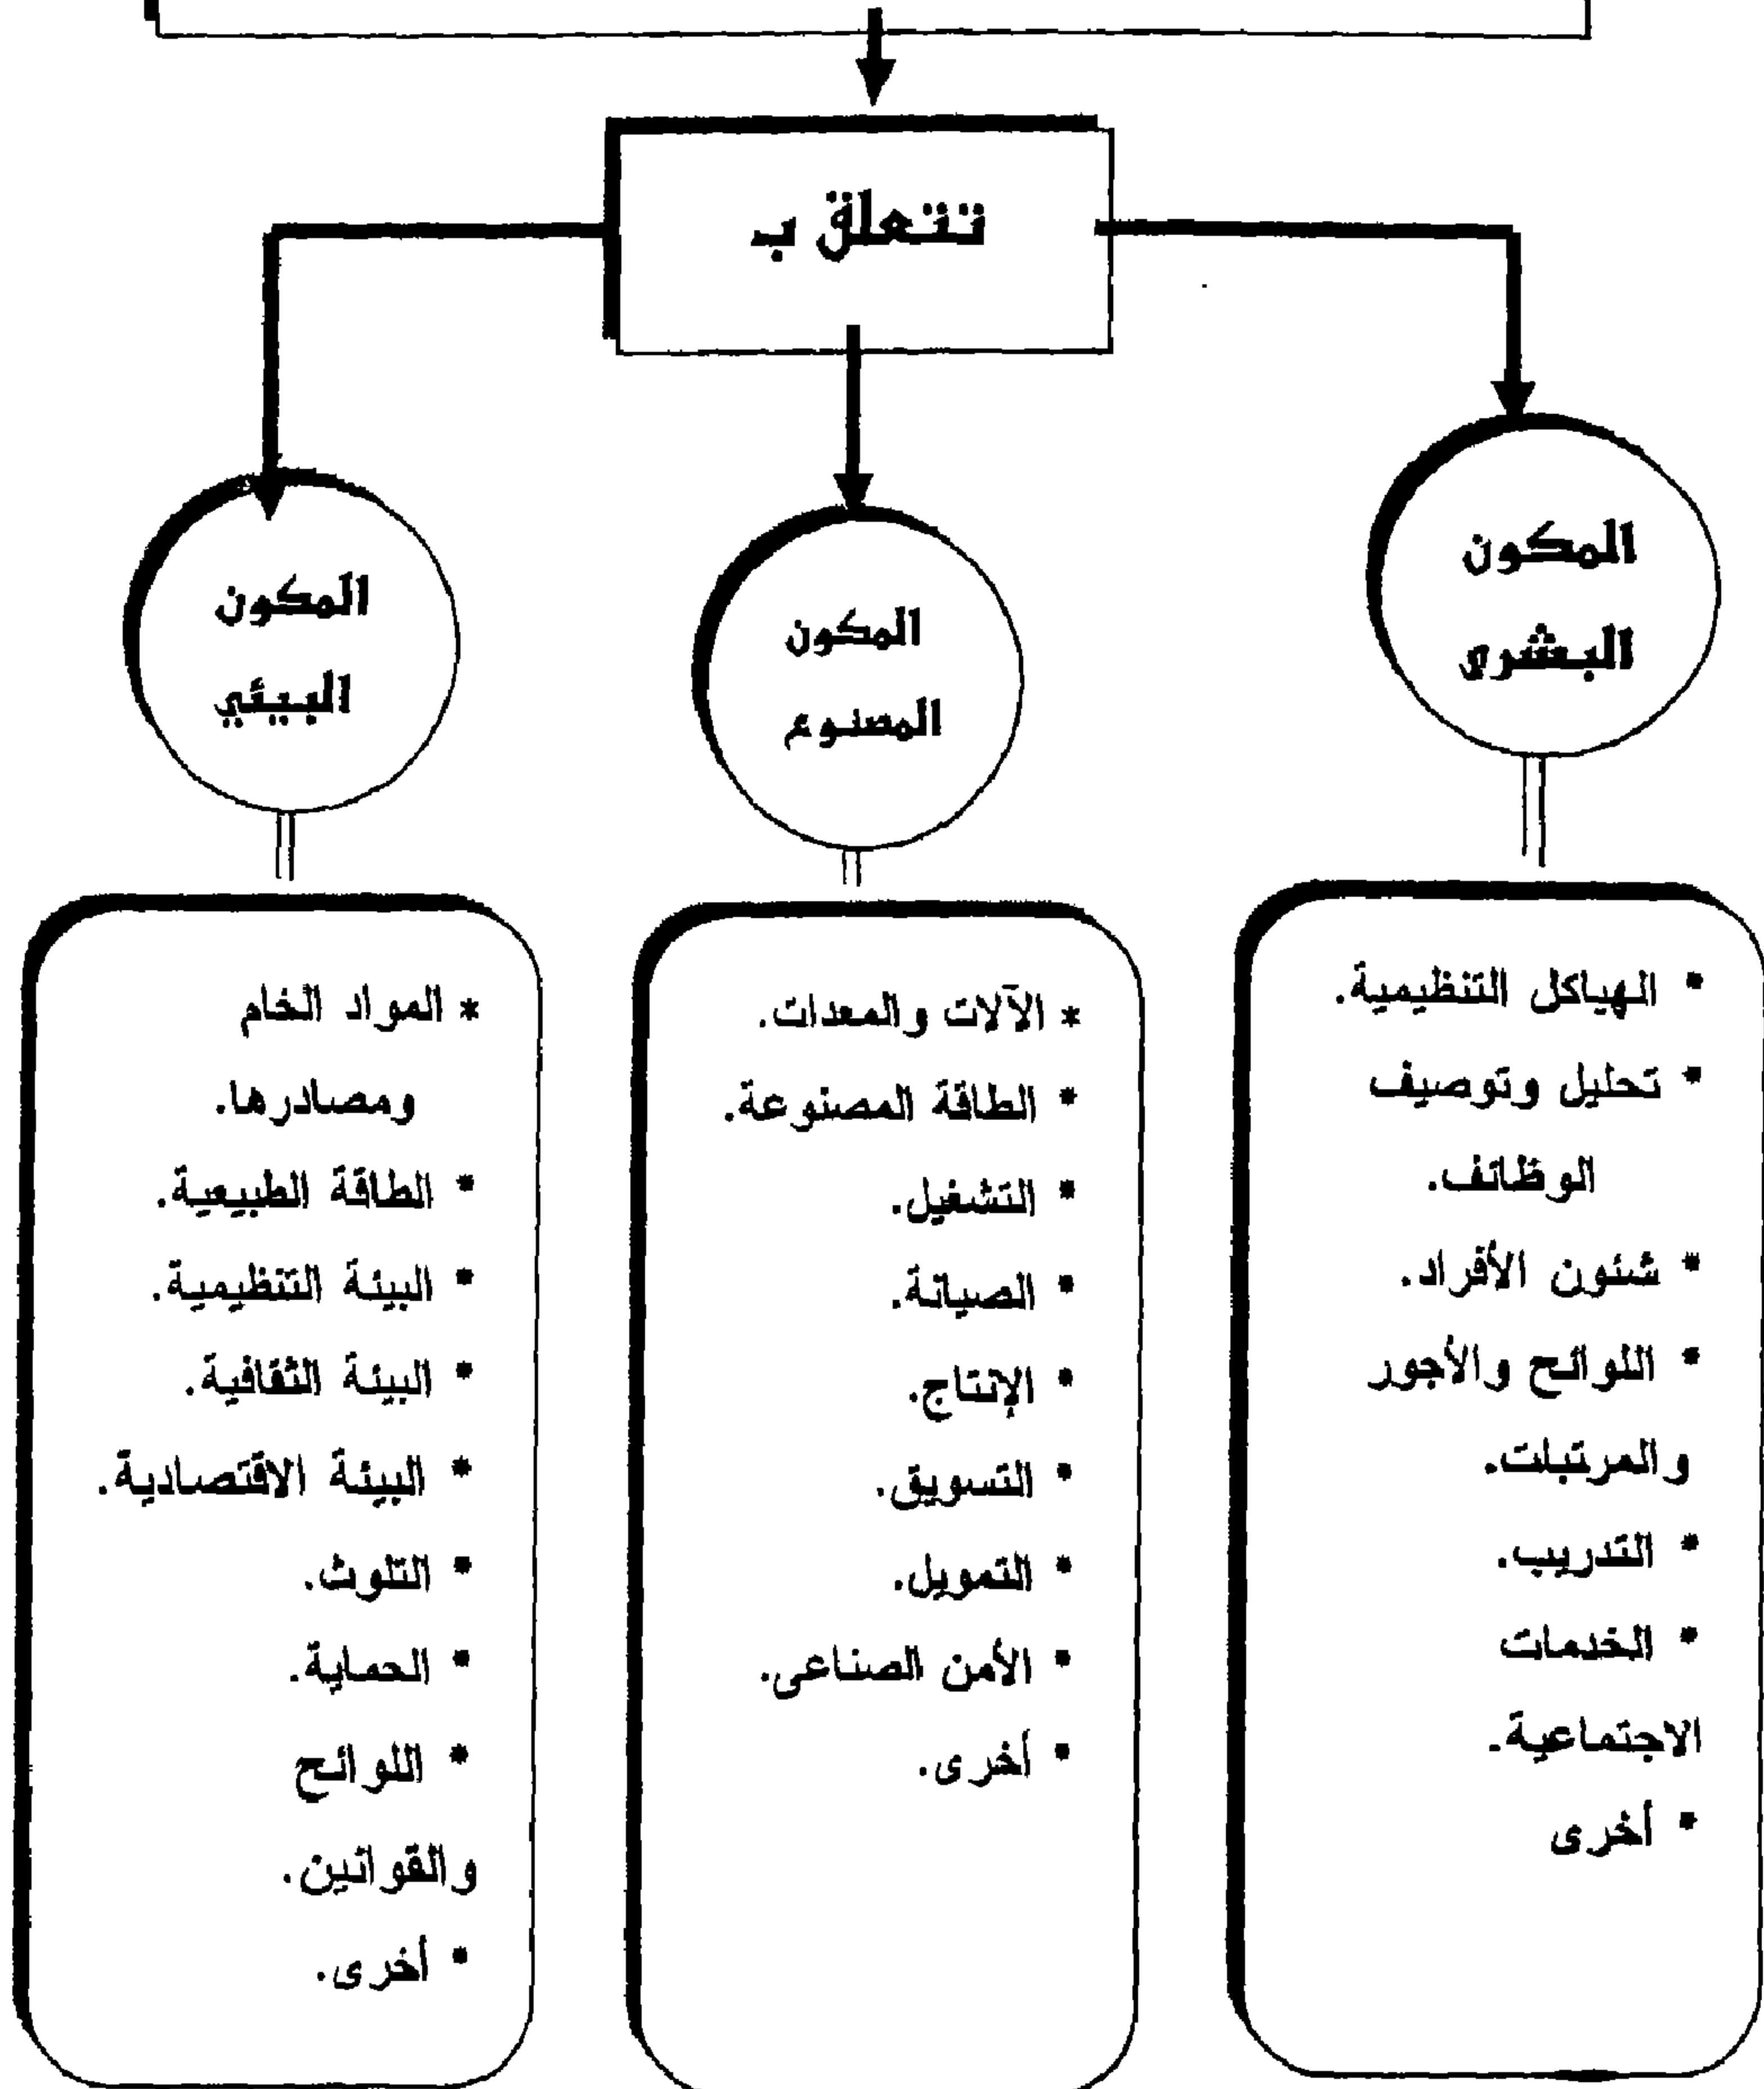 تتعلق ب
المكون
البشرى
المكون
المصنوع
المكون
البيئي
* الهياكل التنظيمية.
* تحليل وتوصيف
الوظائف.
* شئون الأفراد.
* اللوائح والأجور
والمرتبات.
* التدريب.
* الخدمات
الاجتماعية.
* أخرى
* الآلات والمعدات.
* الطاقة المصنوعة.
* التشغيل.
* الصيانة.
* الإنتاج.
* التسويق.
* التمويل.
* الأمن الصناعى.
* أخرى.
* المواد الخام
ومصادرها.
* الطاقة الطبيعية.
* البيئة التنظيمية.
* البيئة الثقافية.
* البيئة الاقتصادية.
* التلوث.
* الحماية.
* اللوائح
والقوانين.
* أخرى.